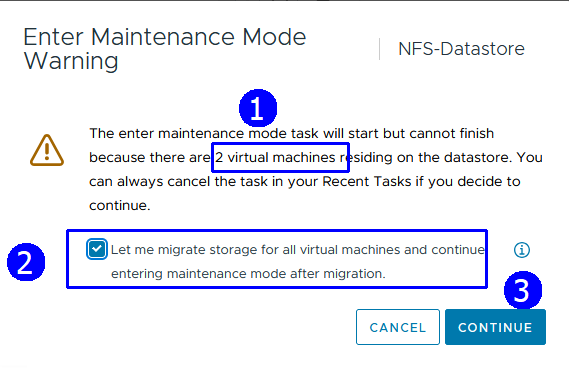 Enter Maintenance Mode
Warning
NFS-Datastore
1
The enter maintenance mode task will start but cannot finish
because there are 2 virtual machines residing on the datastore. You
can always cancel the task in your Recent Tasks if you decide to
continue.
2
Let me migrate storage for all virtual machines and continue
entering maintenance mode after migration.
3
CANCEL
CONTINUE